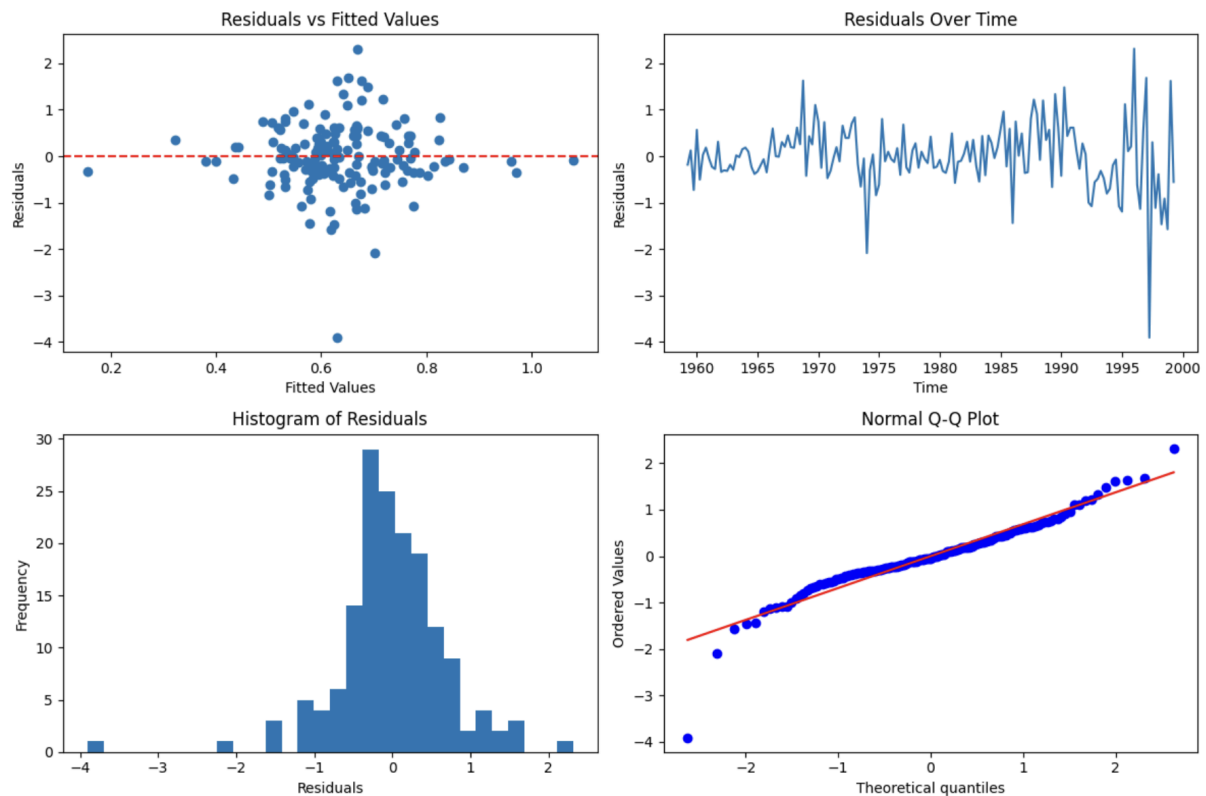 Residuals vs Fitted Values
Residuals
2
1
0
−1
−2
−3
−4
0.2 0.4 0.6 0.8 1.0
Fitted Values
Residuals Over Time
Residuals
2
1
0
−1
−2
−3
−4
1960 1965 1970 1975 1980 1985 1990 1995 2000
Time
Histogram of Residuals
Frequency
30
25
20
15
10
5
0
−4 −3 −2 −1 0 1 2
Residuals
Normal Q-Q Plot
Ordered Values
2
1
0
−1
−2
−3
−4
−2 −1 0 1 2
Theoretical quantiles